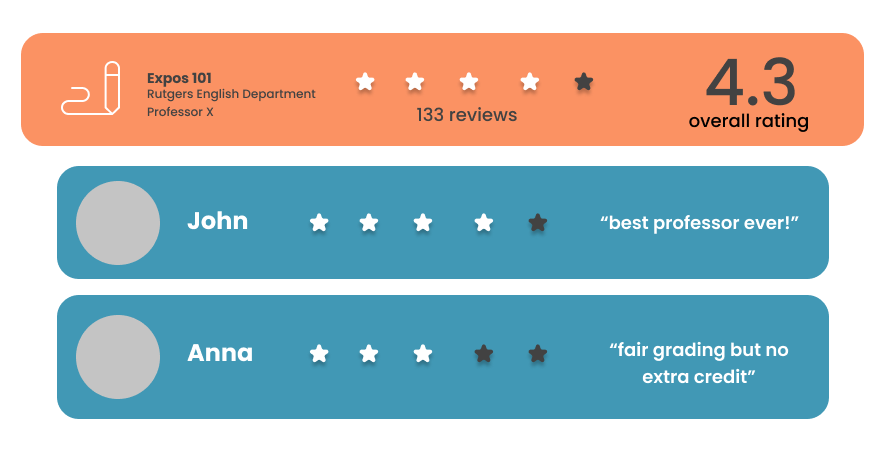 Expos 101
Rutgers English Department
Professor X
133 reviews
4.3
overall rating
John
“best professor ever!”
Anna
“fair grading but no
extra credit”